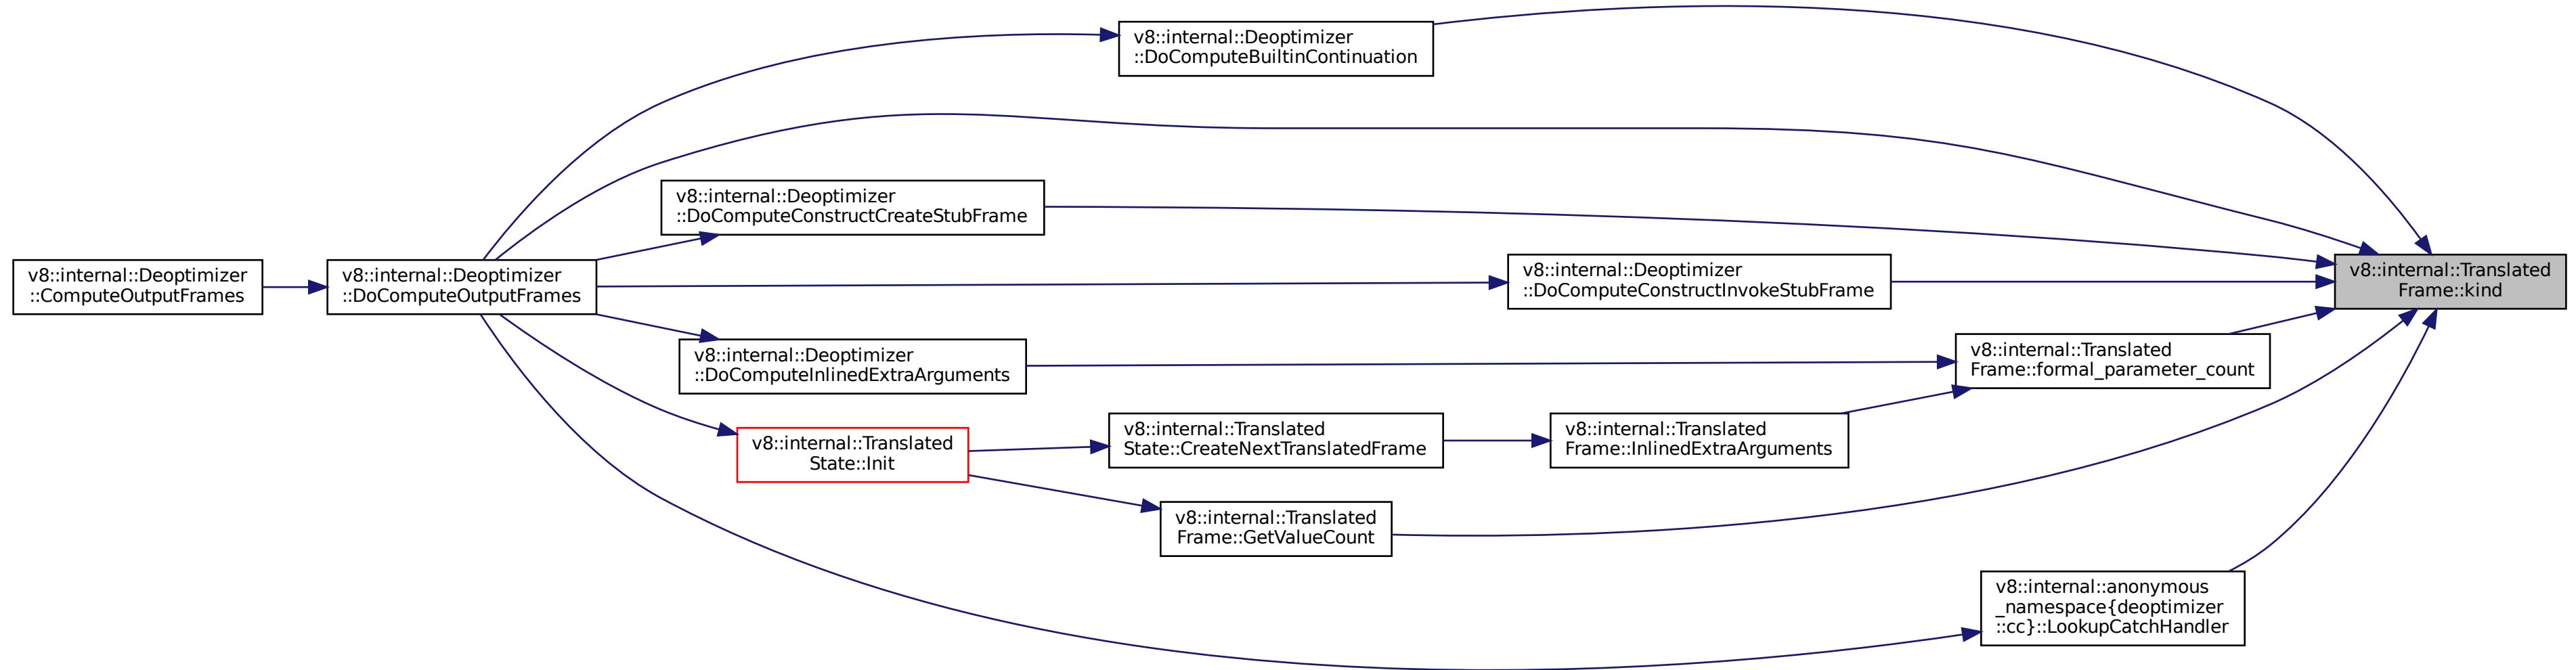 v8::internal::Deoptimizer
::DoComputeBuiltinContinuation
v8::internal::Deoptimizer
::DoComputeConstructCreateStubFrame
v8::internal::Deoptimizer
::ComputeOutputFrames
v8::internal::Deoptimizer
::DoComputeOutputFrames
v8::internal::Deoptimizer
::DoComputeConstructInvokeStubFrame
v8::internal::Translated
Frame::kind
v8::internal::Deoptimizer
::DoComputeInlinedExtraArguments
v8::internal::Translated
Frame::formal_parameter_count
v8::internal::Translated
State::Init
v8::internal::Translated
State::CreateNextTranslatedFrame
v8::internal::Translated
Frame::InlinedExtraArguments
v8::internal::Translated
Frame::GetValueCount
v8::internal::anonymous
_namespace{deoptimizer
::cc}::LookupCatchHandler